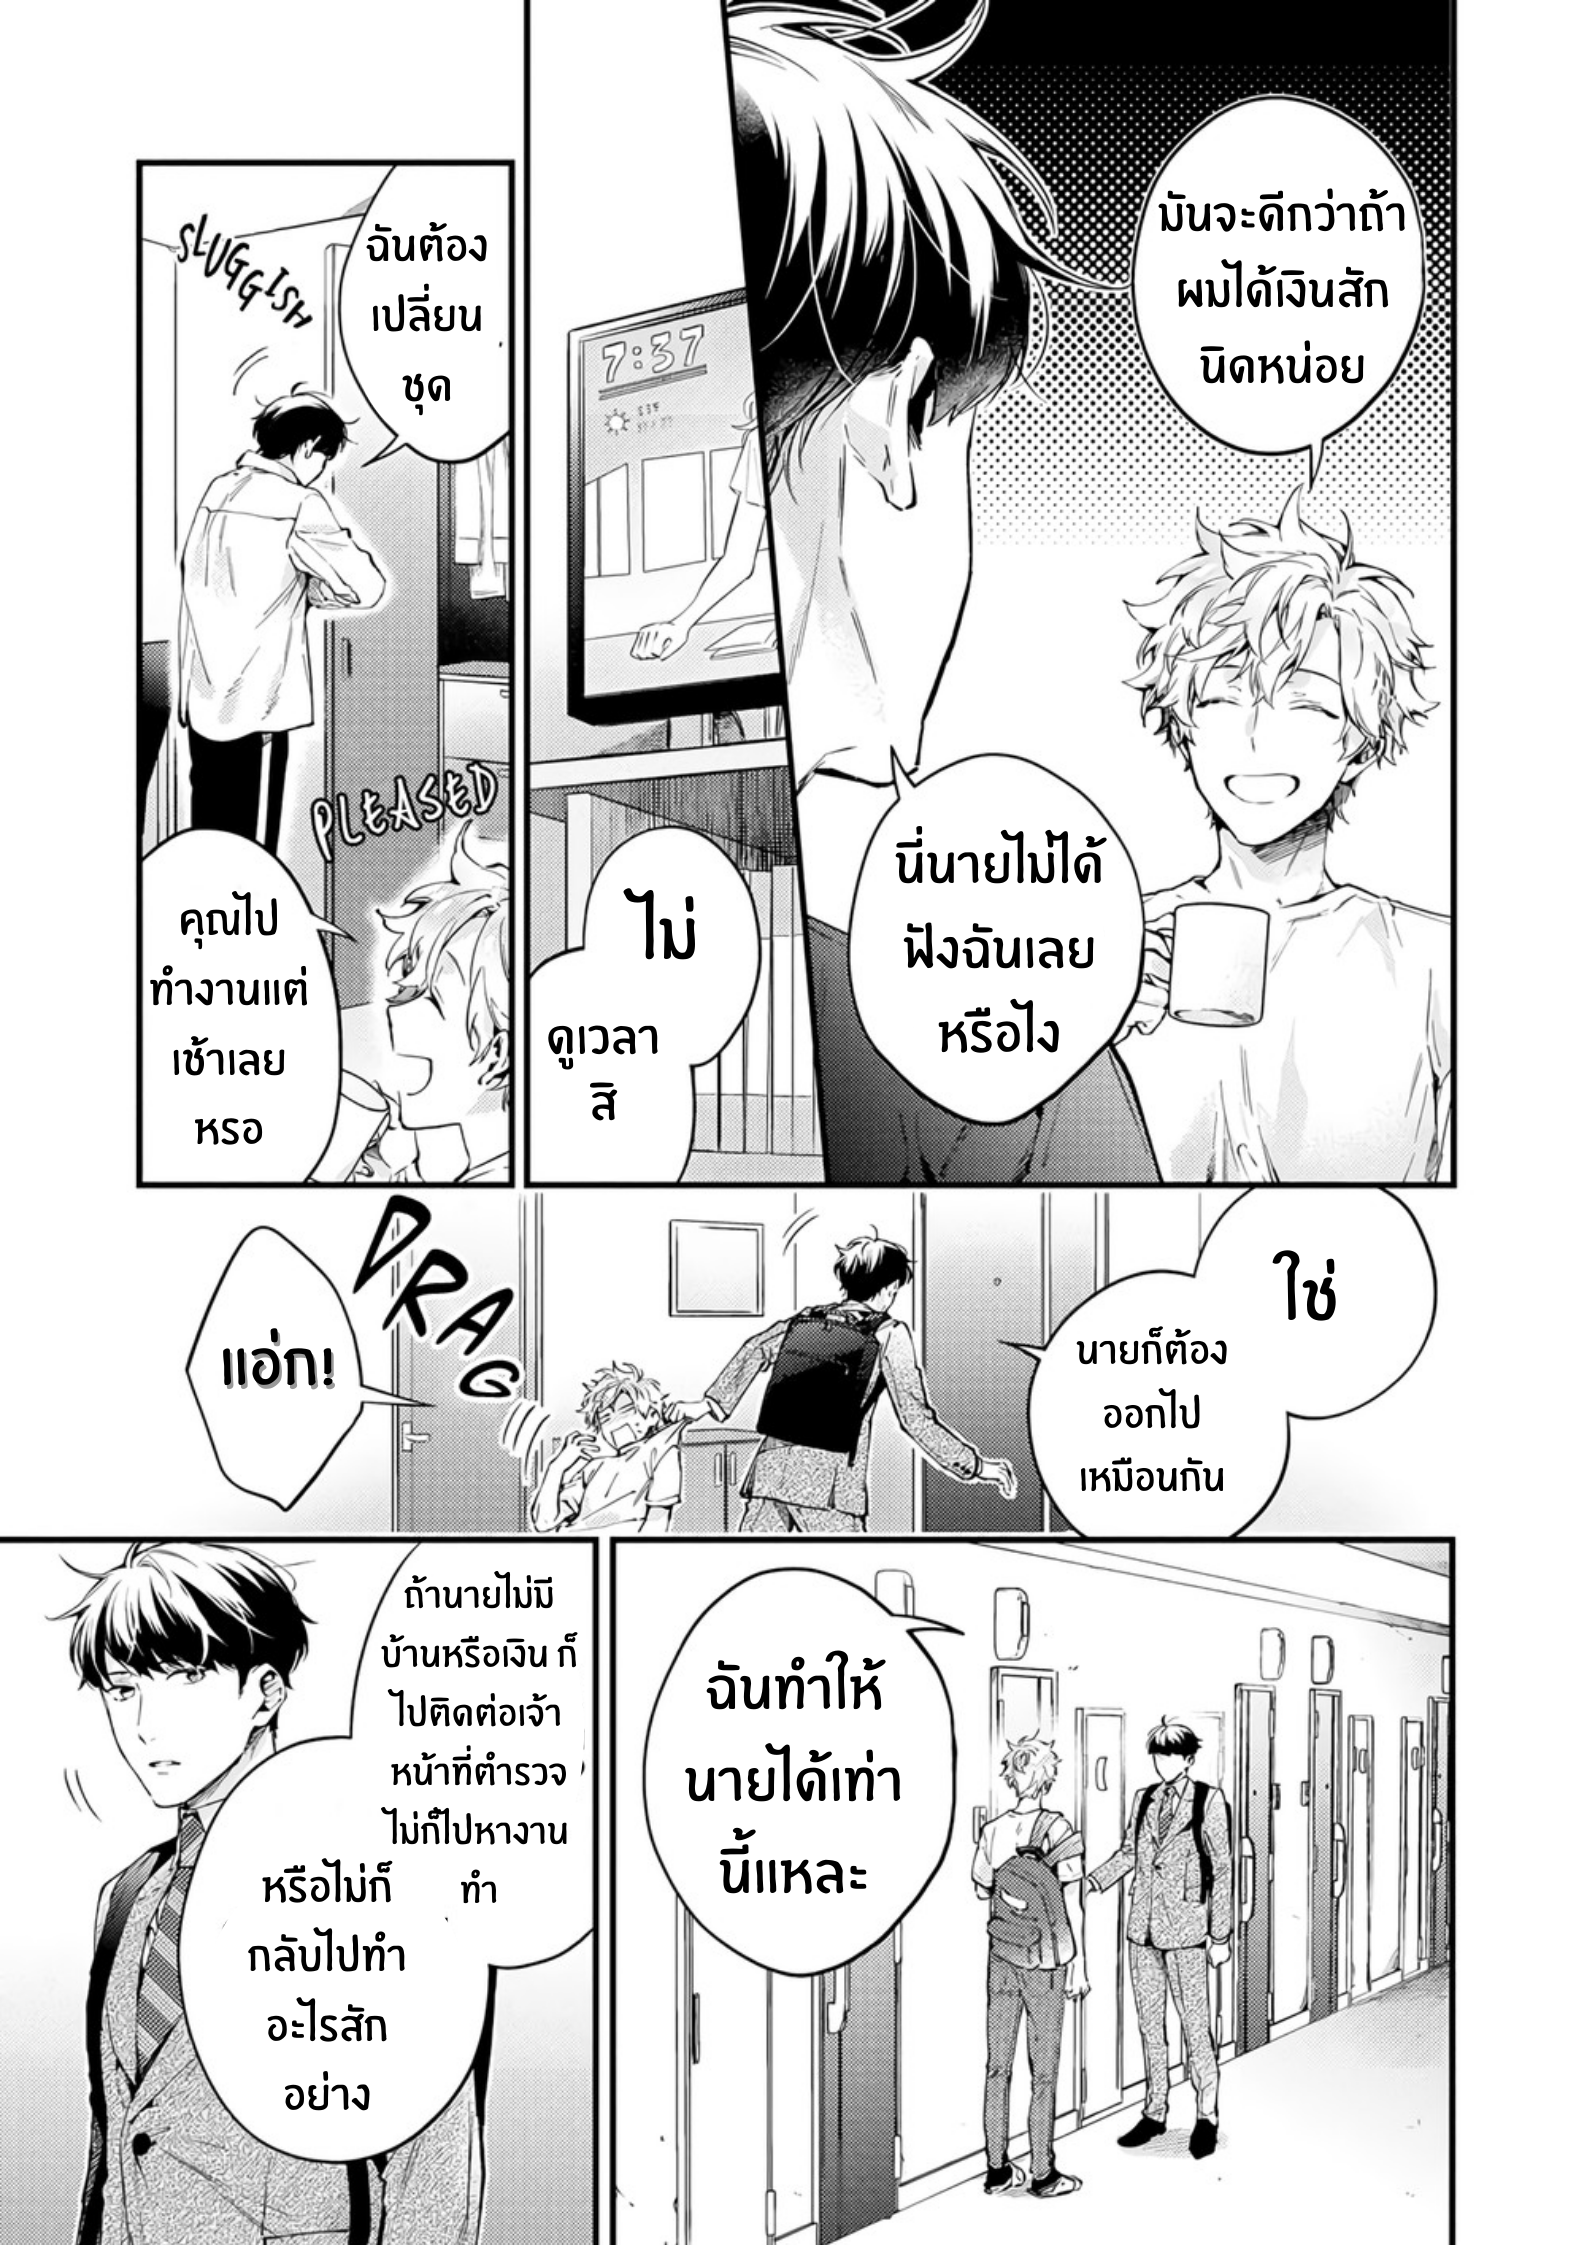 มันจะดีกว่าถ้า
ผมได้เงินสัก
นิดหน่อย
นี่นายไม่ได้
ฟังฉันเลย
หรือไง
7:37
ไม่
ดูเวลา
สิ
ฉันต้อง
เปลี่ยน
ชุด
SLUGGISH
PLEASED
คุณไป
ทำงานแต่
เช้าเลย
หรอ
ใช่
นายก็ต้อง
ออกไป
เหมือนกัน
DRAG
แอ่ก!
ฉันทำให้
นายได้เท่า
นี้แหละ
ถ้านายไม่มี
บ้านหรือเงิน ก็
ไปติดต่อเจ้า
หน้าที่ตำรวจ
ไม่ก็ไปหางาน
ทำ
หรือไม่ก็
กลับไปทำ
อะไรสัก
อย่าง